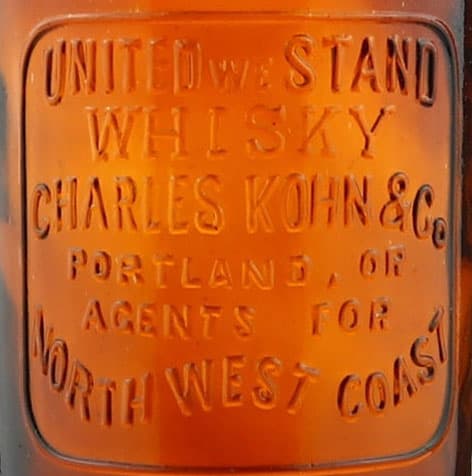 UNITED WE STAND
WHISKY
CHARLES KOHN & Co
PORTLAND, OR
AGENTS FOR
NORTH WEST COAST